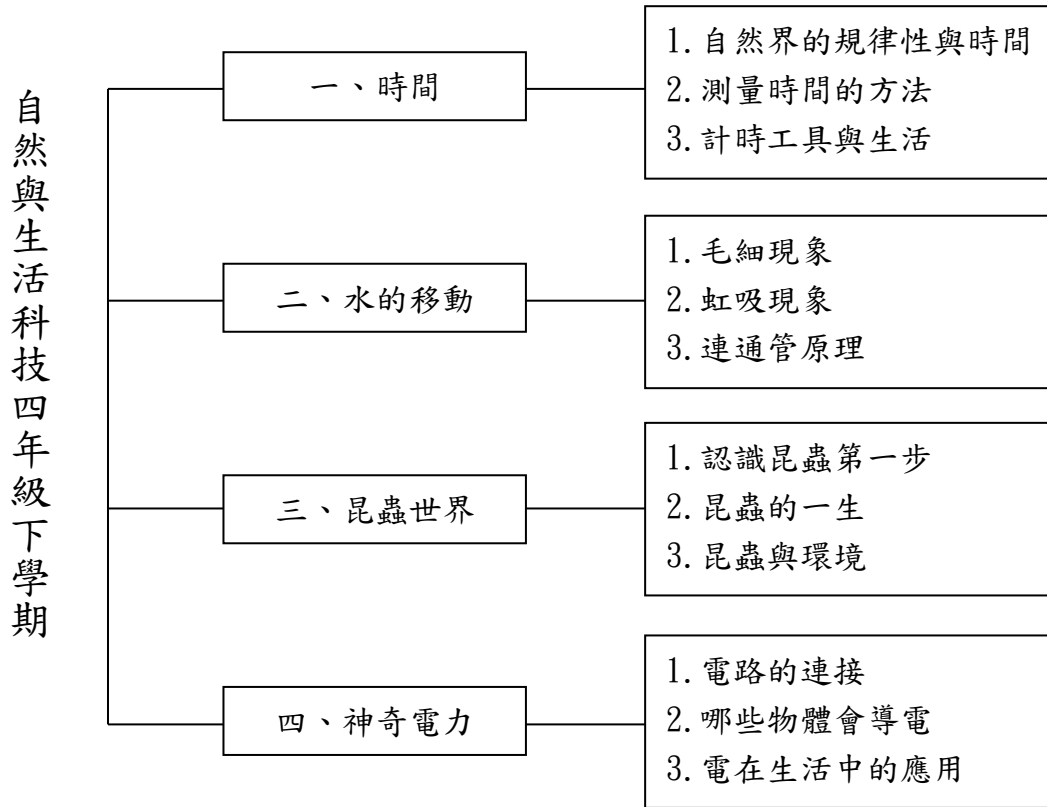 自然與生活科技四年級下學期
一、時間
1.自然界的規律性與時間
2.測量時間的方法
3.計時工具與生活
二、水的移動
1.毛細現象
2.虹吸現象
3.連通管原理
三、昆蟲世界
1.認識昆蟲第一步
2.昆蟲的一生
3.昆蟲與環境
四、神奇電力
1.電路的連接
2.哪些物體會導電
3.電在生活中的應用